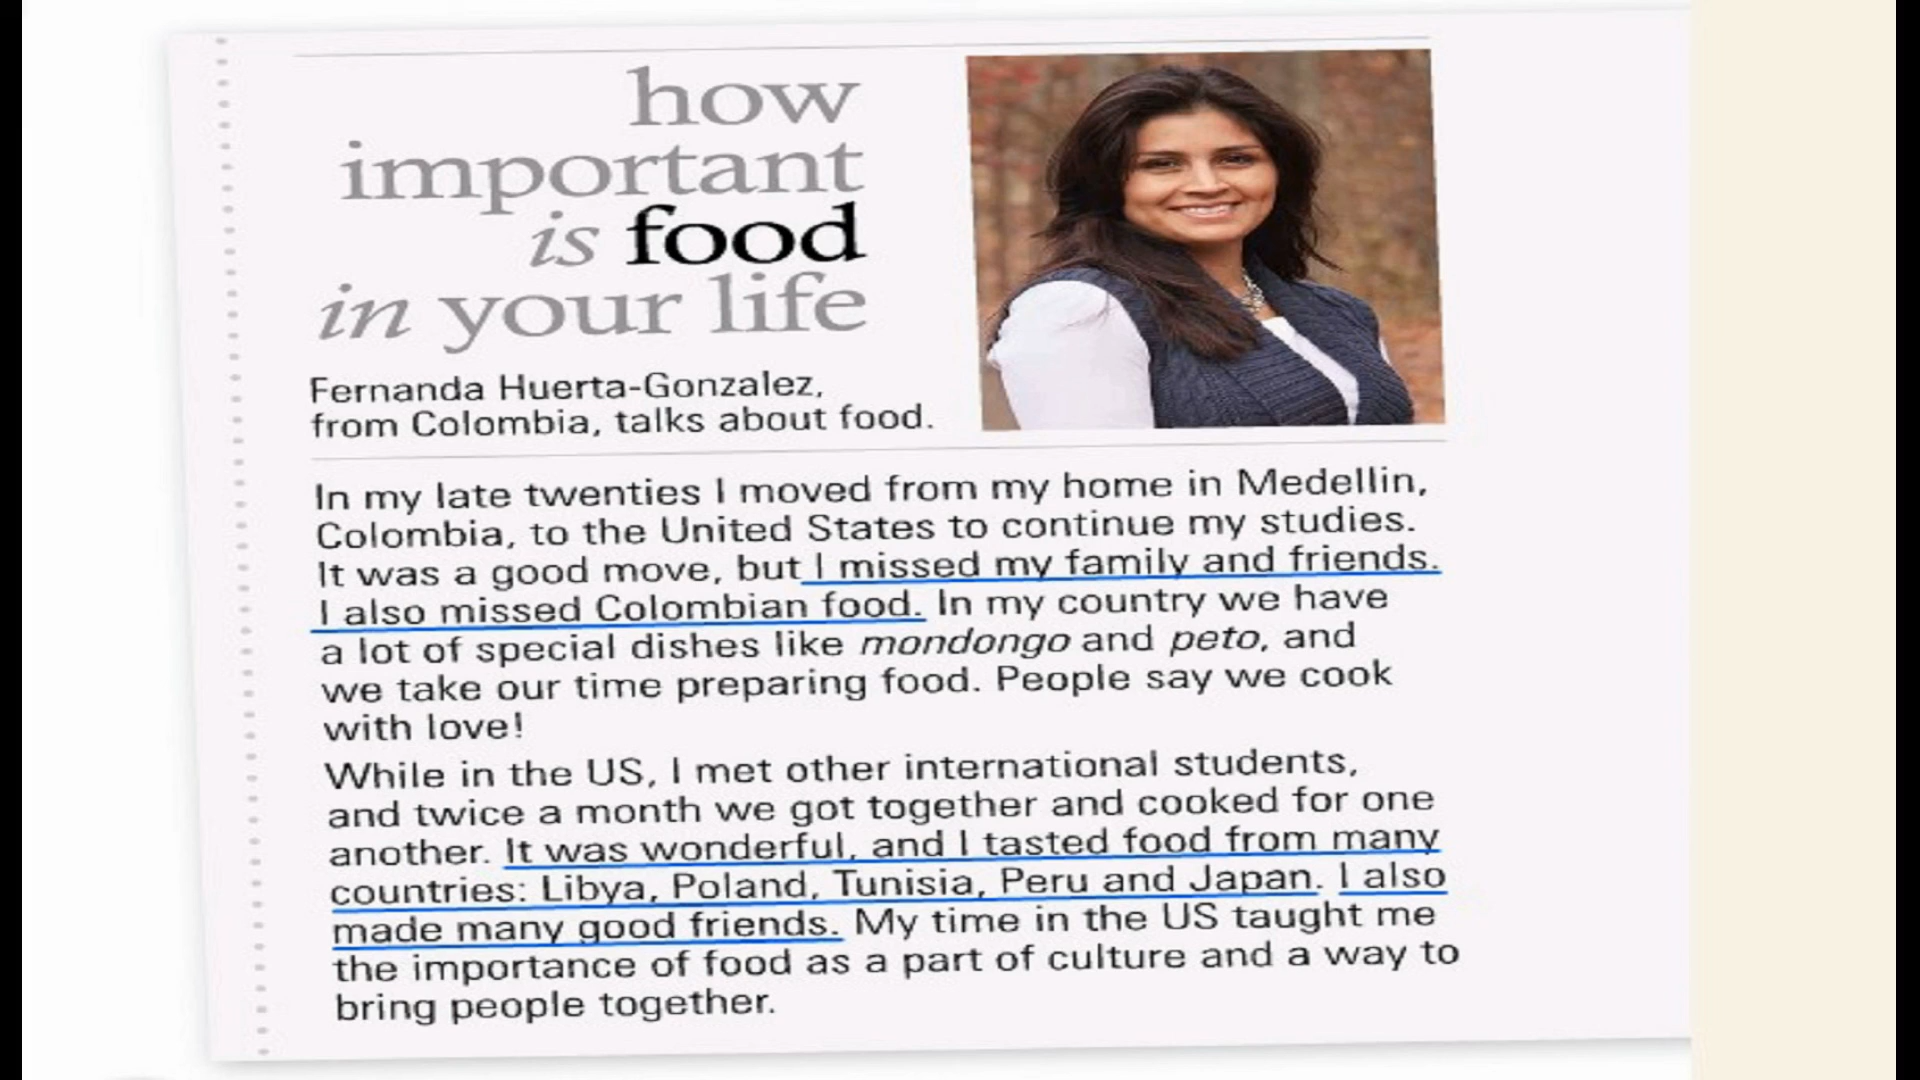 how
important
is food
in your life
Fernanda Huerta-Gonzalez,
from Colombia, talks about food.
In my late twenties I moved from my home in Medellin,
Colombia, to the United States to continue my studies.
It was a good move, but I missed my family and friends.
I also missed Colombian food. In my country we have
a lot of special dishes like mondongo and peto, and
we take our time preparing food. People say we cook
with love!
While in the US, I met other international students,
and twice a month we got together and cooked for one
another. It was wonderful, and I tasted food from many
countries: Libya, Poland, Tunisia, Peru and Japan. I also
made many good friends. My time in the US taught me
the importance of food as a part of culture and a way to
bring people together.